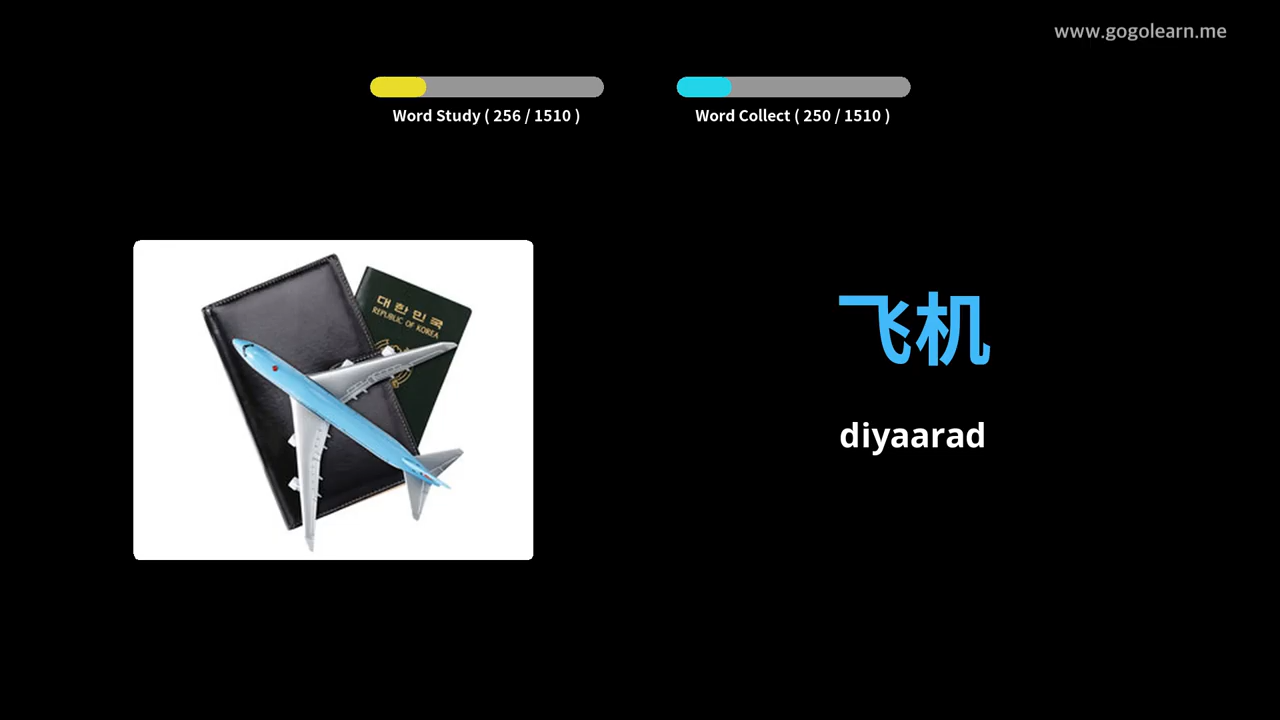 www.gogolearn.me
Word Study ( 256 / 1510 )
Word Collect ( 250 / 1510 )
대한민국
REPUBLIC OF KOREA
飞机
diyaarad